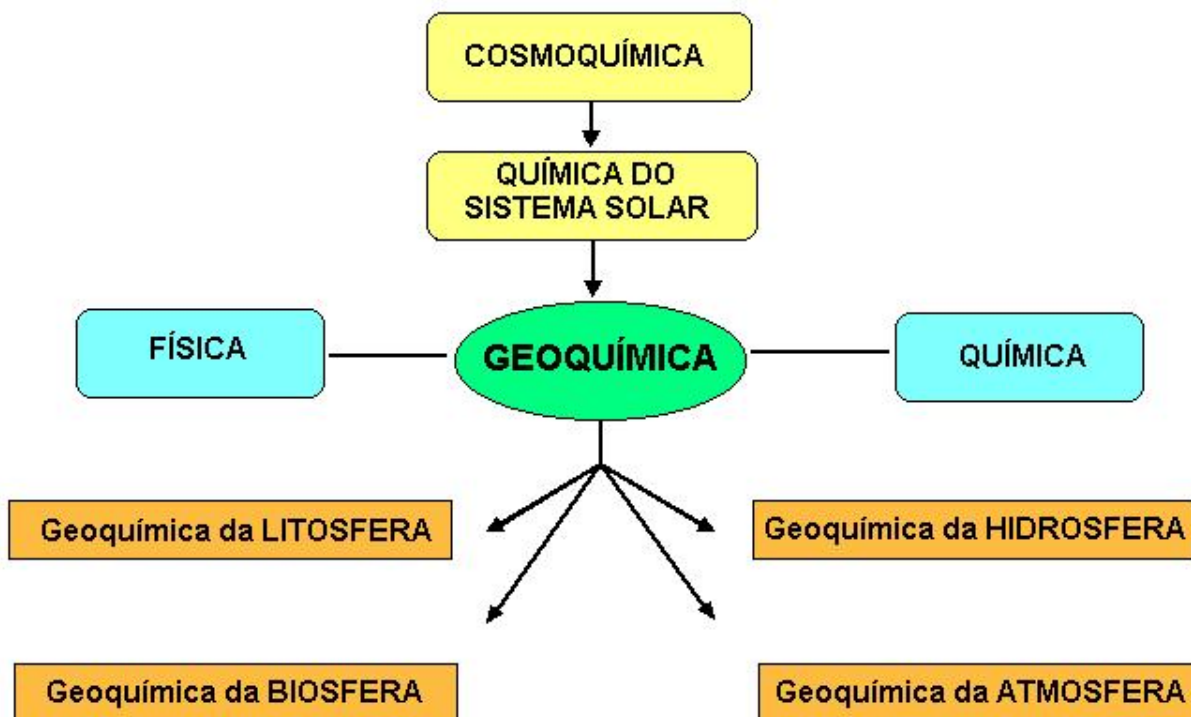 COSMOQUÍMICA
QUÍMICA DO
SISTEMA SOLAR
FÍSICA
GEOQUÍMICA
QUÍMICA
Geoquímica da LITOSFERA
Geoquímica da HIDROSFERA
Geoquímica da BIOSFERA
Geoquímica da ATMOSFERA